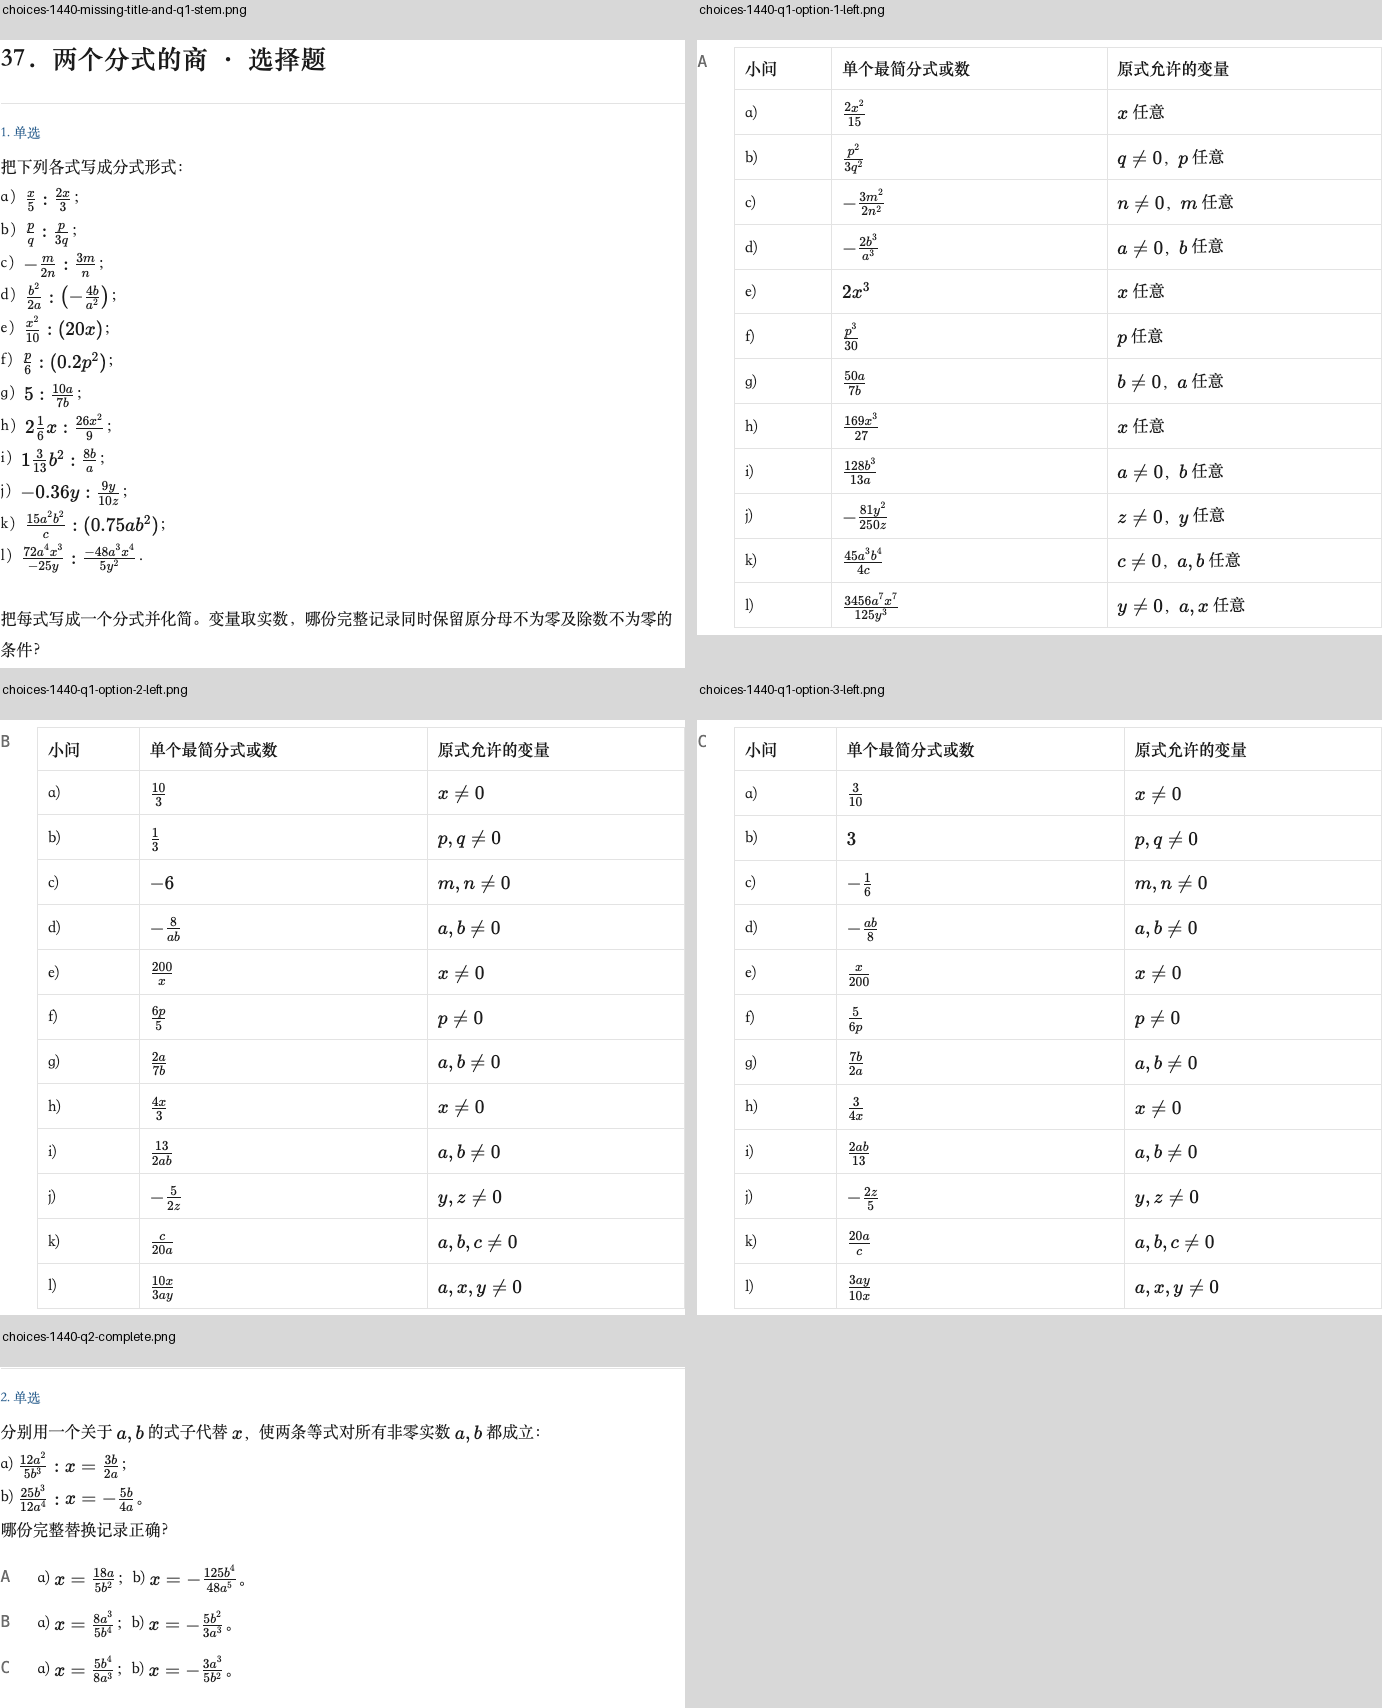 choices-1440-missing-title-and-q1-stem.png
37．两个分式的商 · 选择题
1. 单选
把下列各式写成分式形式：
a） x/5 : 2x/3；
b） p/q : p/3q；
c） −m/2n : 3m/n；
d） b²/2a : (−4b/a²)；
e） x²/10 : (20x)；
f） p/6 : (0.2p²)；
g） 5 : 10a/7b；
h） 2 1/6 x : 26x²/9；
i） 1 3/13 b² : 8b/a；
j） −0.36y : 9y/10z；
k） 15a²b²/c : (0.75ab²)；
l） 72a⁴x³/−25y : −48a³x⁴/5y² .
把每式写成一个分式并化简。变量取实数，哪份完整记录同时保留原分母不为零及除数不为零的
条件？
choices-1440-q1-option-1-left.png
A
小问 单个最简分式或数 原式允许的变量
a) 2x²/15 x 任意
b) p²/3q² q ≠ 0，p 任意
c) −3m²/2n² n ≠ 0，m 任意
d) −2b³/a³ a ≠ 0，b 任意
e) 2x³ x 任意
f) p³/30 p 任意
g) 50a/7b b ≠ 0，a 任意
h) 169x³/27 x 任意
i) 128b³/13a a ≠ 0，b 任意
j) −81y²/250z z ≠ 0，y 任意
k) 45a³b⁴/4c c ≠ 0，a, b 任意
l) 3456a⁷x⁷/125y³ y ≠ 0，a, x 任意
choices-1440-q1-option-2-left.png
B
小问 单个最简分式或数 原式允许的变量
a) 10/3 x ≠ 0
b) 1/3 p, q ≠ 0
c) −6 m, n ≠ 0
d) −8/ab a, b ≠ 0
e) 200/x x ≠ 0
f) 6p/5 p ≠ 0
g) 2a/7b a, b ≠ 0
h) 4x/3 x ≠ 0
i) 13/2ab a, b ≠ 0
j) −5/2z y, z ≠ 0
k) c/20a a, b, c ≠ 0
l) 10x/3ay a, x, y ≠ 0
choices-1440-q1-option-3-left.png
C
小问 单个最简分式或数 原式允许的变量
a) 3/10 x ≠ 0
b) 3 p, q ≠ 0
c) −1/6 m, n ≠ 0
d) −ab/8 a, b ≠ 0
e) x/200 x ≠ 0
f) 5/6p p ≠ 0
g) 7b/2a a, b ≠ 0
h) 3/4x x ≠ 0
i) 2ab/13 a, b ≠ 0
j) −2z/5 y, z ≠ 0
k) 20a/c a, b, c ≠ 0
l) 3ay/10x a, x, y ≠ 0
choices-1440-q2-complete.png
2. 单选
分别用一个关于 a, b 的式子代替 x，使两条等式对所有非零实数 a, b 都成立：
a) 12a²/5b³ : x = 3b/2a；
b) 25b³/12a⁴ : x = −5b/4a。
哪份完整替换记录正确？
A a) x = 18a/5b²；b) x = −125b⁴/48a⁵。
B a) x = 8a³/5b⁴；b) x = −5b²/3a³。
C a) x = 5b⁴/8a³；b) x = −3a³/5b²。